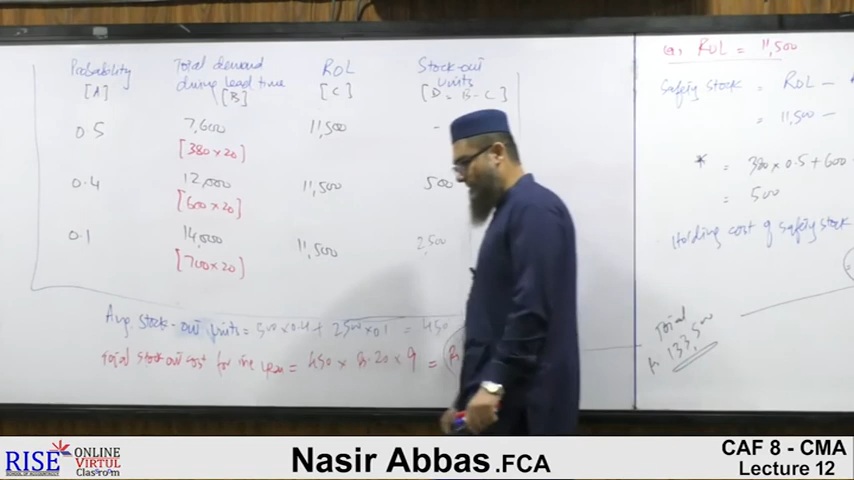 Probability Total demand during lead time ROL Stock-out units
[A] [B] [C] [D = B - C]
0.5 7,600 11,500 -
[380 x 20]
0.4 12,000 11,500 500
[600 x 20]
0.1 14,000 11,500 2,500
[700 x 20]
Avg. Stock-out units = 500 x 0.4 + 2500 x 0.1 = 450
Total stock out cost for the year = 450 x Rs. 20 x 9 =
ROL = 11,500
Safety stock = ROL -
= 11,500 -
* = 380 x 0.5 + 600
= 500
Holding cost of safety stock
Total
Rs 133,500
RISE
SCHOOL OF ACCOUNTANCY
ONLINE
VIRTUL
Classroom
Nasir Abbas.FCA
CAF 8 - CMA
Lecture 12